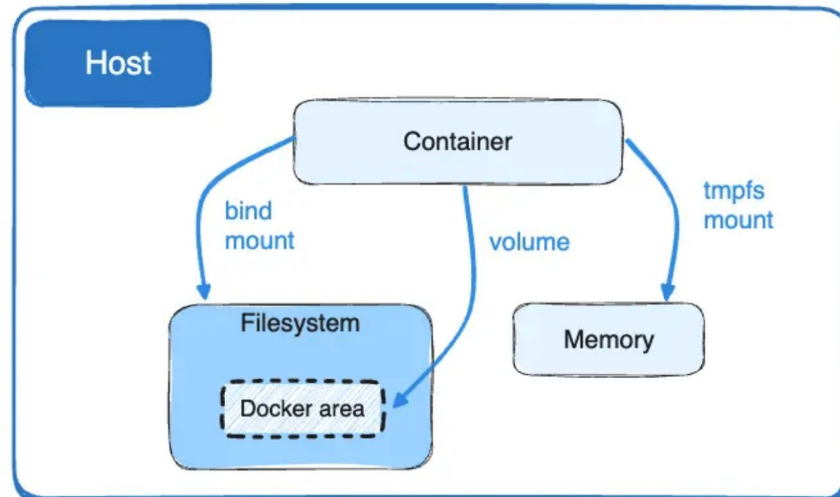 Host
Container
bind
mount
volume
tmpfs
mount
Filesystem
Docker area
Memory